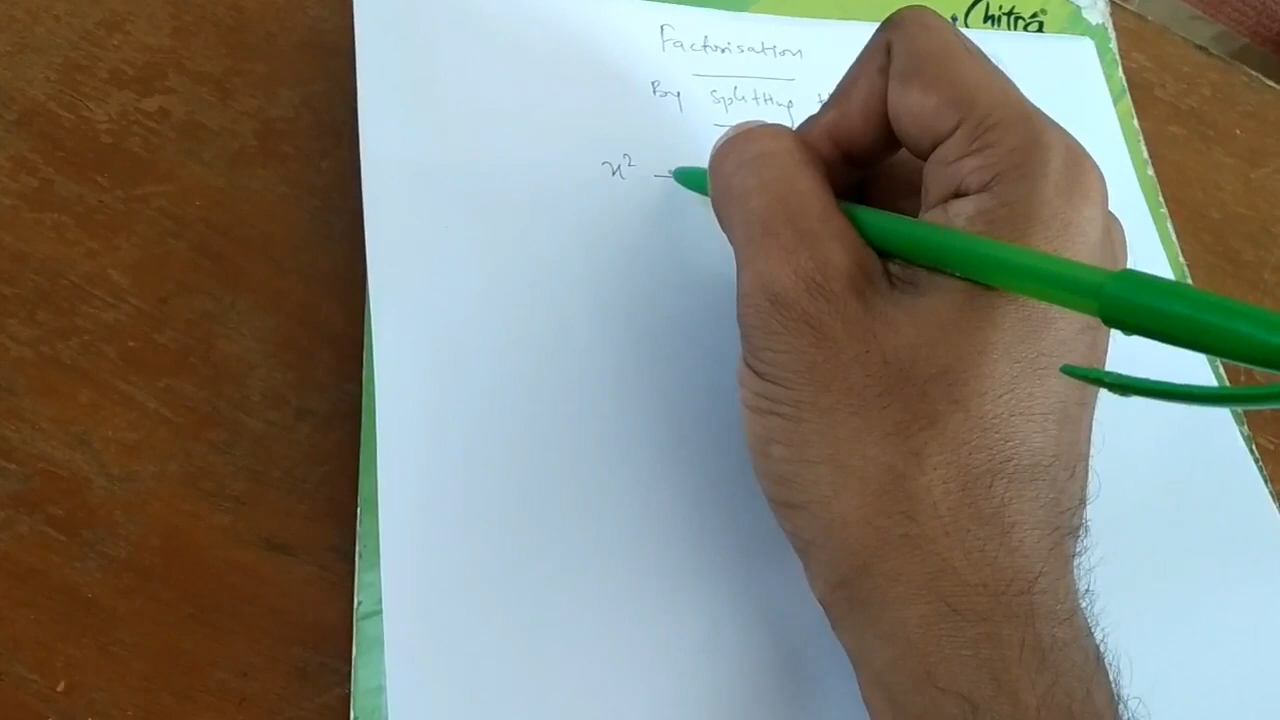 Chitra
Factorisation
By splitting
x² –